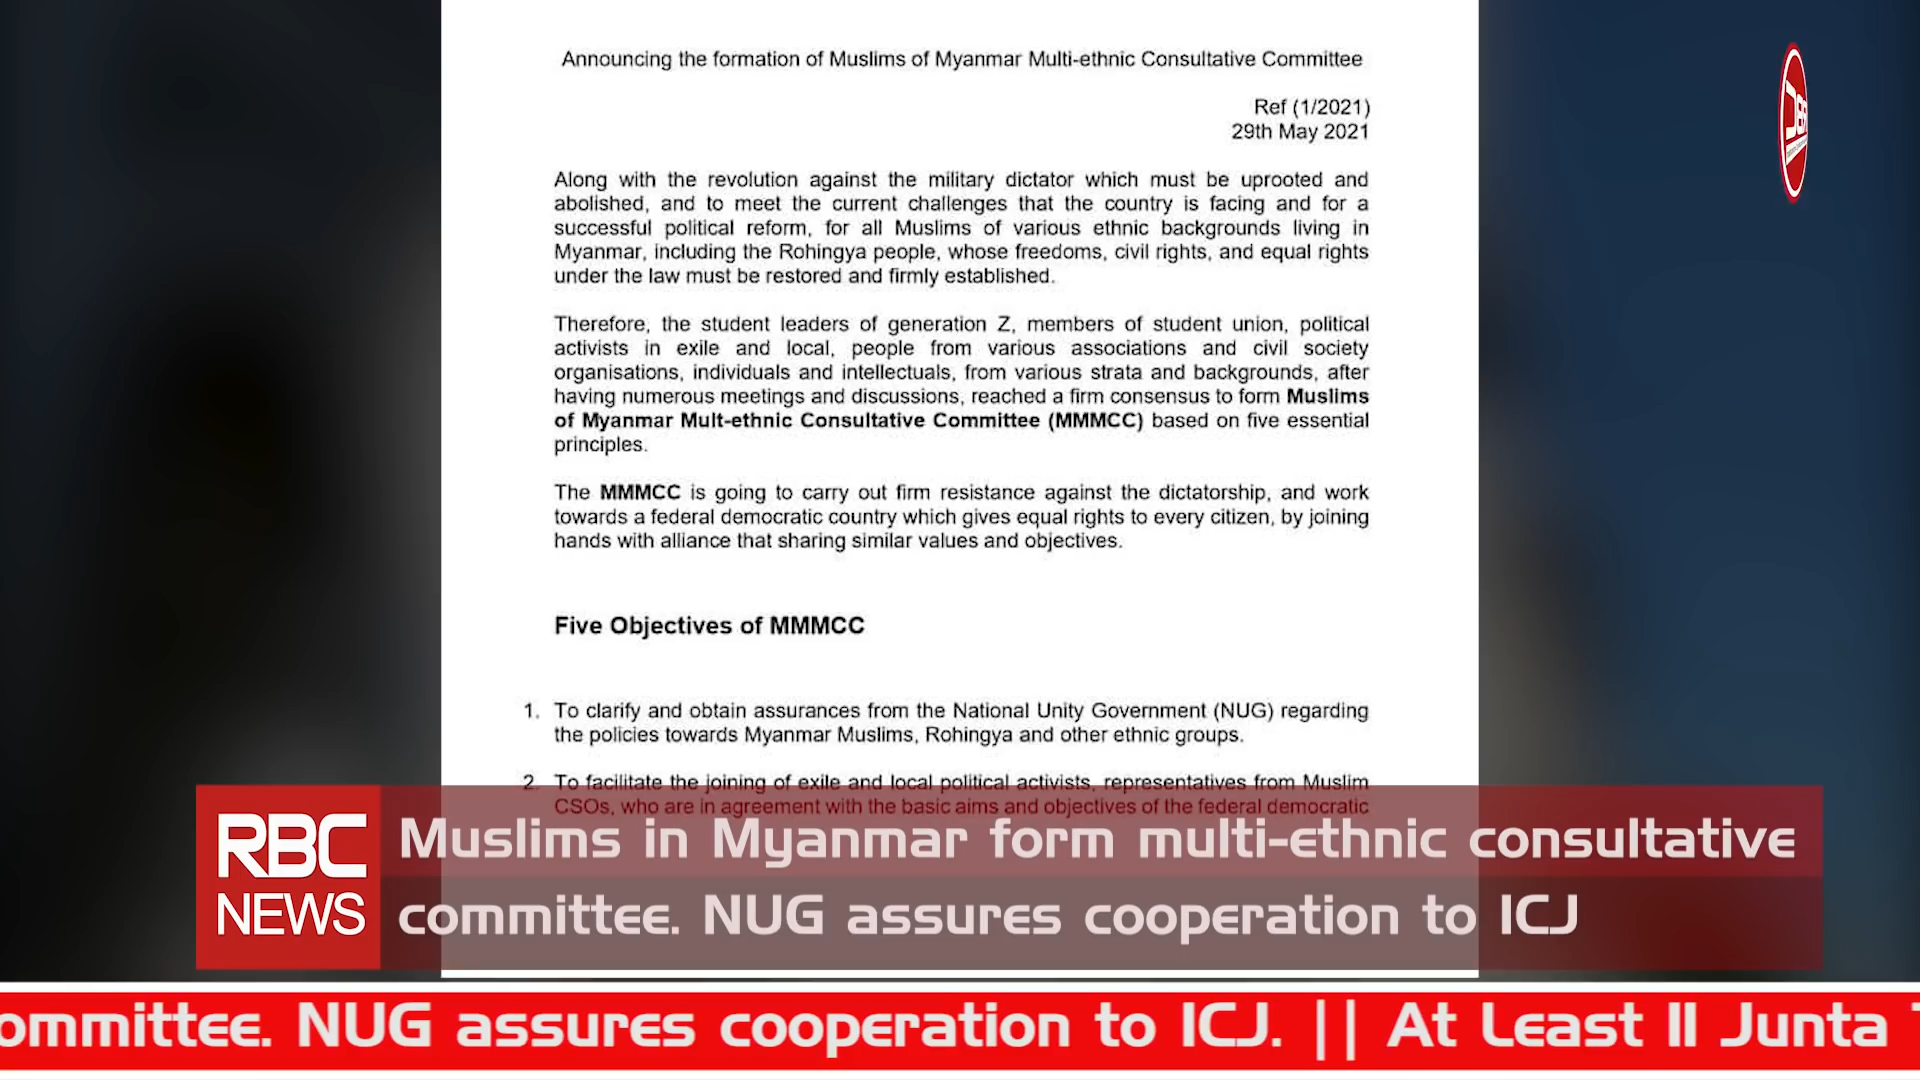 Announcing the formation of Muslims of Myanmar Multi-ethnic Consultative Committee
Ref (1/2021)
29th May 2021
Along with the revolution against the military dictator which must be uprooted and
abolished, and to meet the current challenges that the country is facing and for a
successful political reform, for all Muslims of various ethnic backgrounds living in
Myanmar, including the Rohingya people, whose freedoms, civil rights, and equal rights
under the law must be restored and firmly established.
Therefore, the student leaders of generation Z, members of student union, political
activists in exile and local, people from various associations and civil society
organisations, individuals and intellectuals, from various strata and backgrounds, after
having numerous meetings and discussions, reached a firm consensus to form Muslims
of Myanmar Mult-ethnic Consultative Committee (MMMCC) based on five essential
principles.
The MMMCC is going to carry out firm resistance against the dictatorship, and work
towards a federal democratic country which gives equal rights to every citizen, by joining
hands with alliance that sharing similar values and objectives.
Five Objectives of MMMCC
1. To clarify and obtain assurances from the National Unity Government (NUG) regarding
the policies towards Myanmar Muslims, Rohingya and other ethnic groups.
2. To facilitate the joining of exile and local political activists, representatives from Muslim
CSOs, who are in agreement with the basic aims and objectives of the federal democratic
RBC
NEWS
Muslims in Myanmar form multi-ethnic consultative
committee. NUG assures cooperation to ICJ
ommittee. NUG assures cooperation to ICJ. || At Least 11 Junta